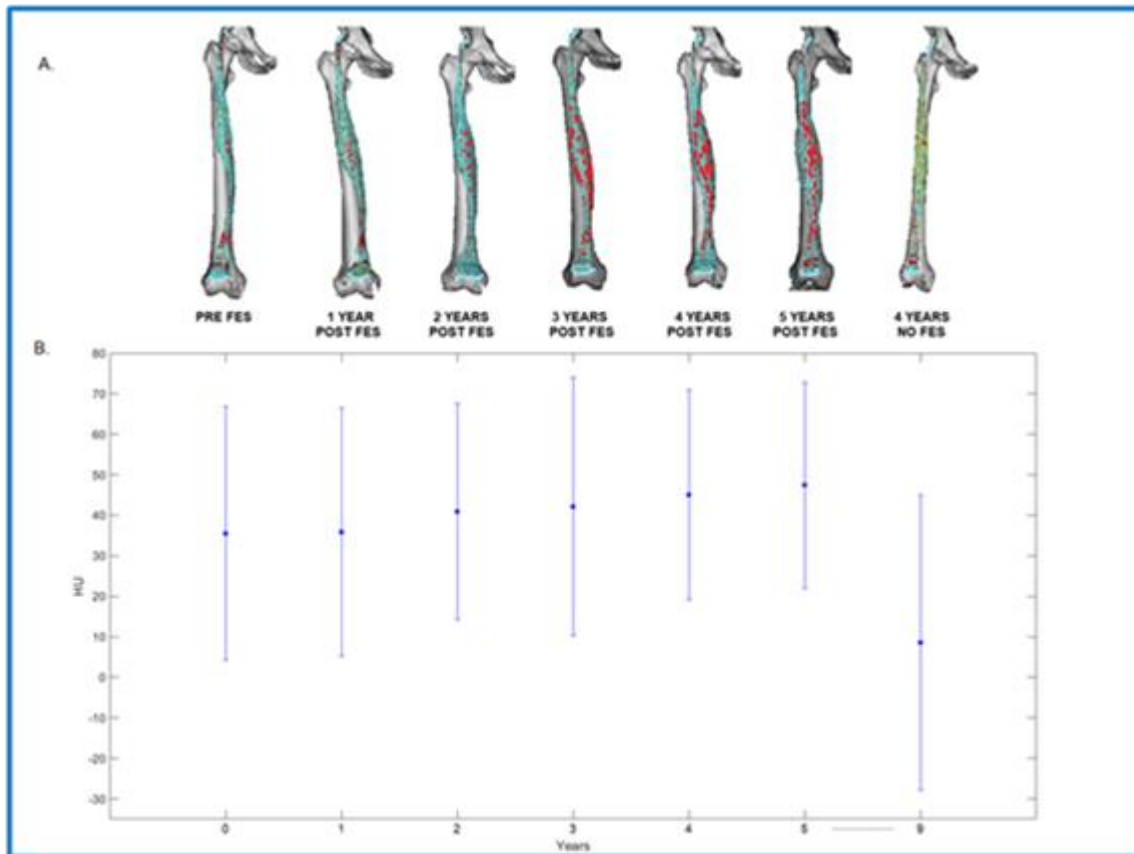 A.
PRE FES
1 YEAR
POST FES
2 YEARS
POST FES
3 YEARS
POST FES
4 YEARS
POST FES
5 YEARS
POST FES
4 YEARS
NO FES
B.
80
70
60
50
40
30
20
10
0
-10
-20
-30
HU
0 1 2 3 4 5 9
Years